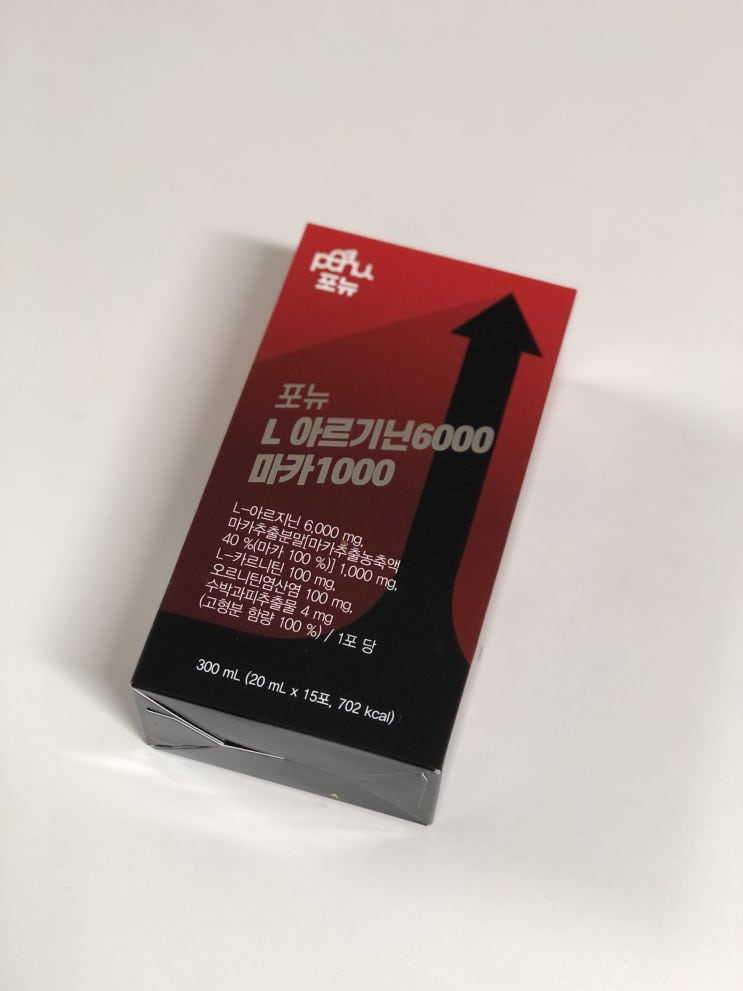 포뉴
포뉴
L 아르기닌6000
마카1000
L-아르지닌 6,000 mg,
마카추출분말[마카추출농축액
40 %(마카 100 %)] 1,000 mg,
L-카르니틴 100 mg,
오르니틴염산염 100 mg,
수박과피추출물 4 mg
(고형분 함량 100 %) / 1포 당
300 mL (20 mL x 15포, 702 kcal)